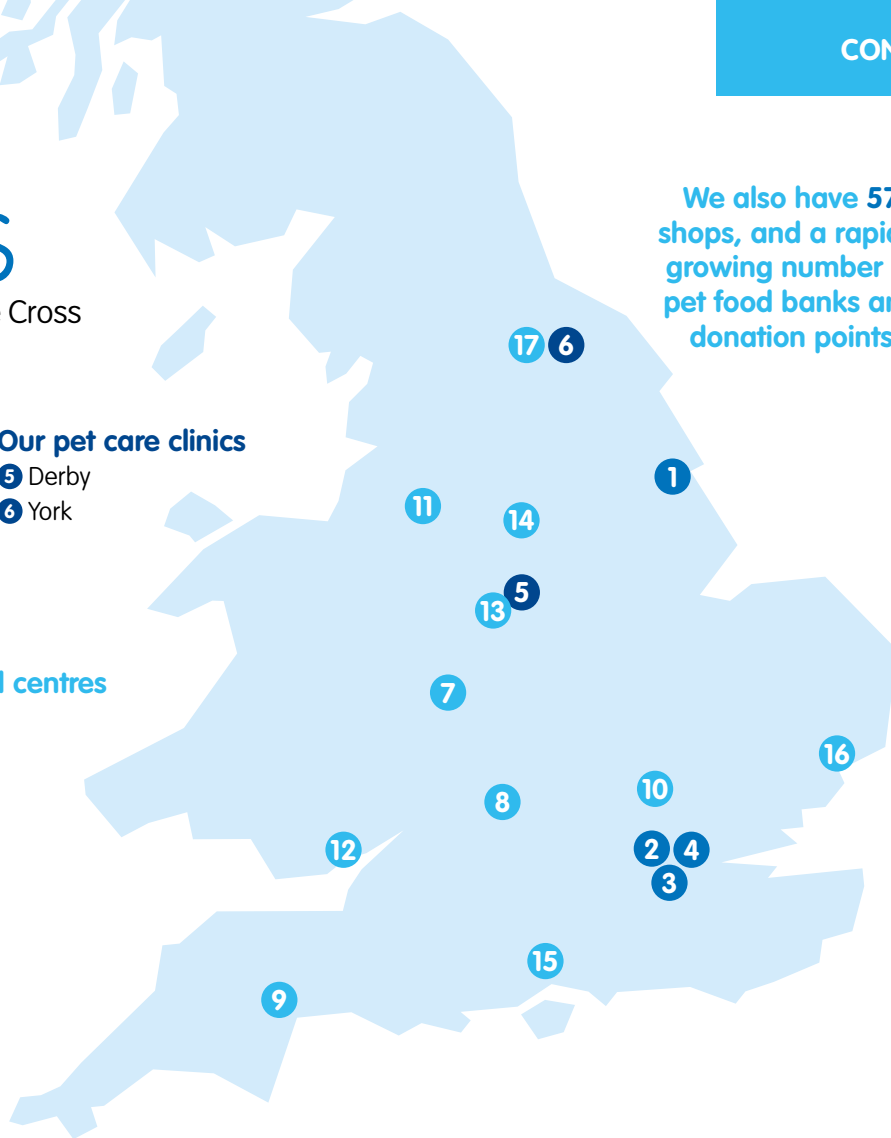 CON
We also have 57
shops, and a rapid
growing number
pet food banks an
donation points
s
Cross
Our pet care clinics
5 Derby
6 York
centres
17 6
1
11
14
5
13
7
16
10
8
2 4
12
3
15
9